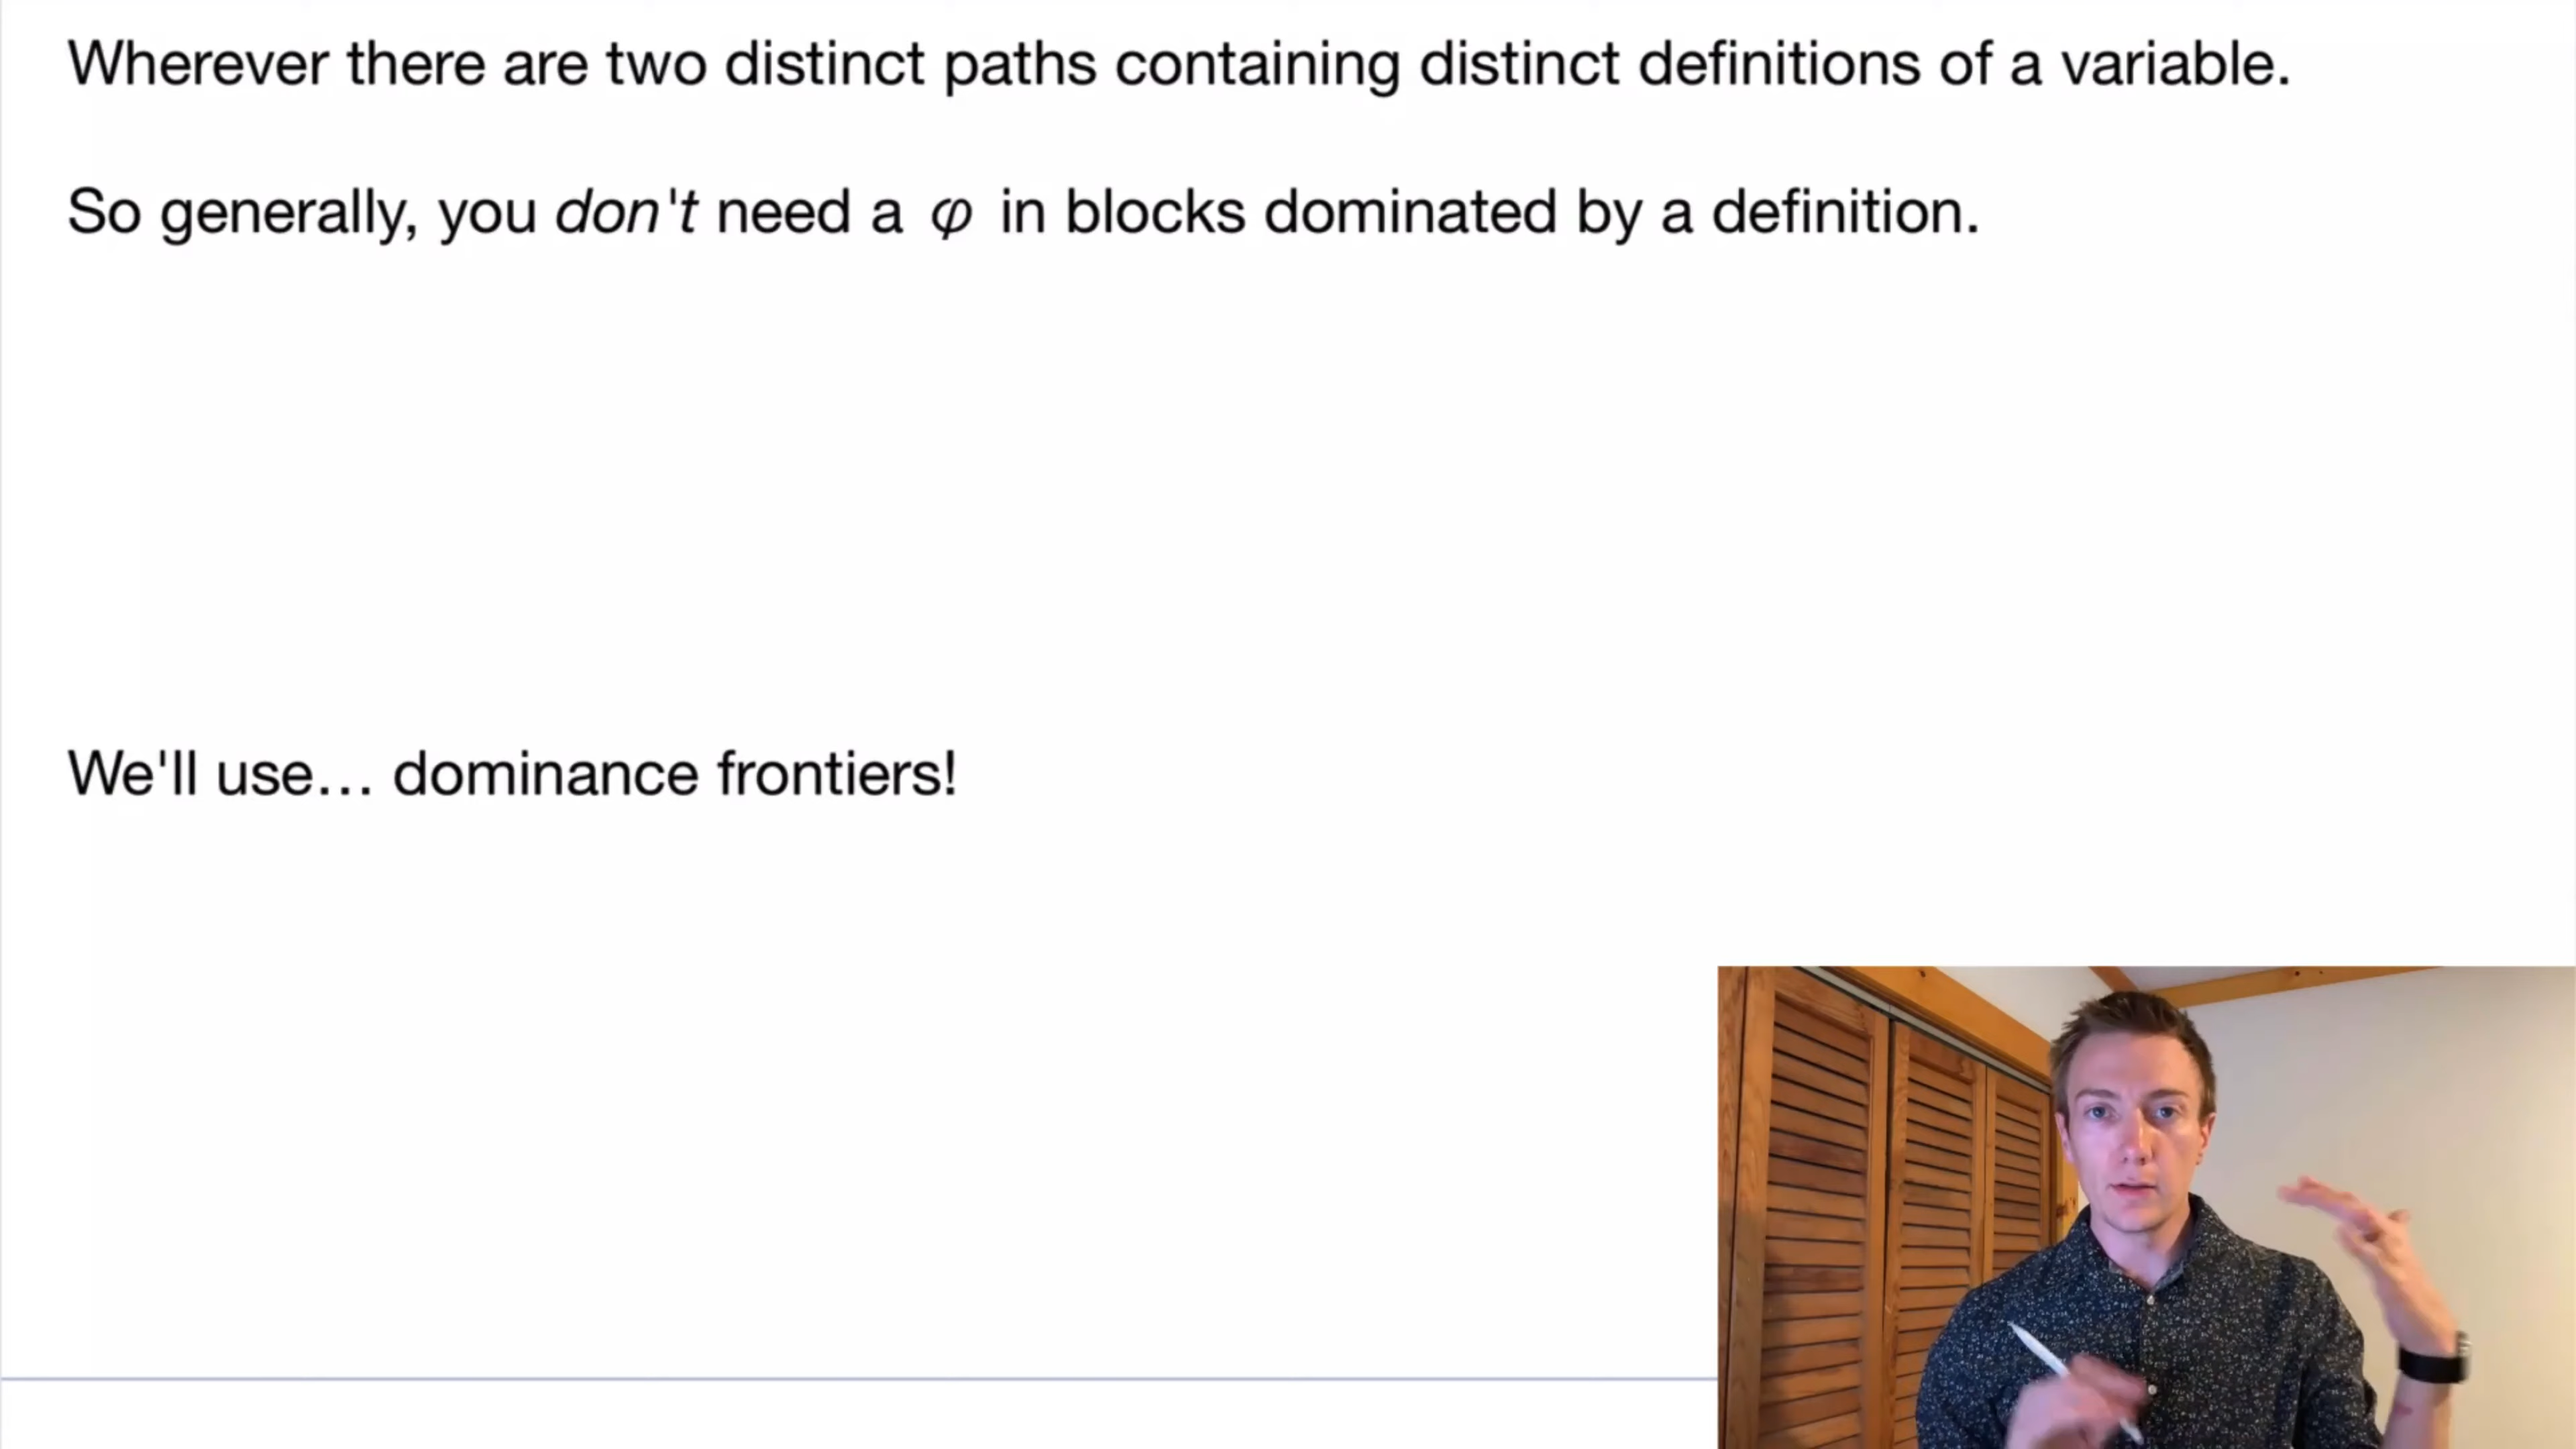 Wherever there are two distinct paths containing distinct definitions of a variable.
So generally, you don't need a φ in blocks dominated by a definition.
We'll use… dominance frontiers!